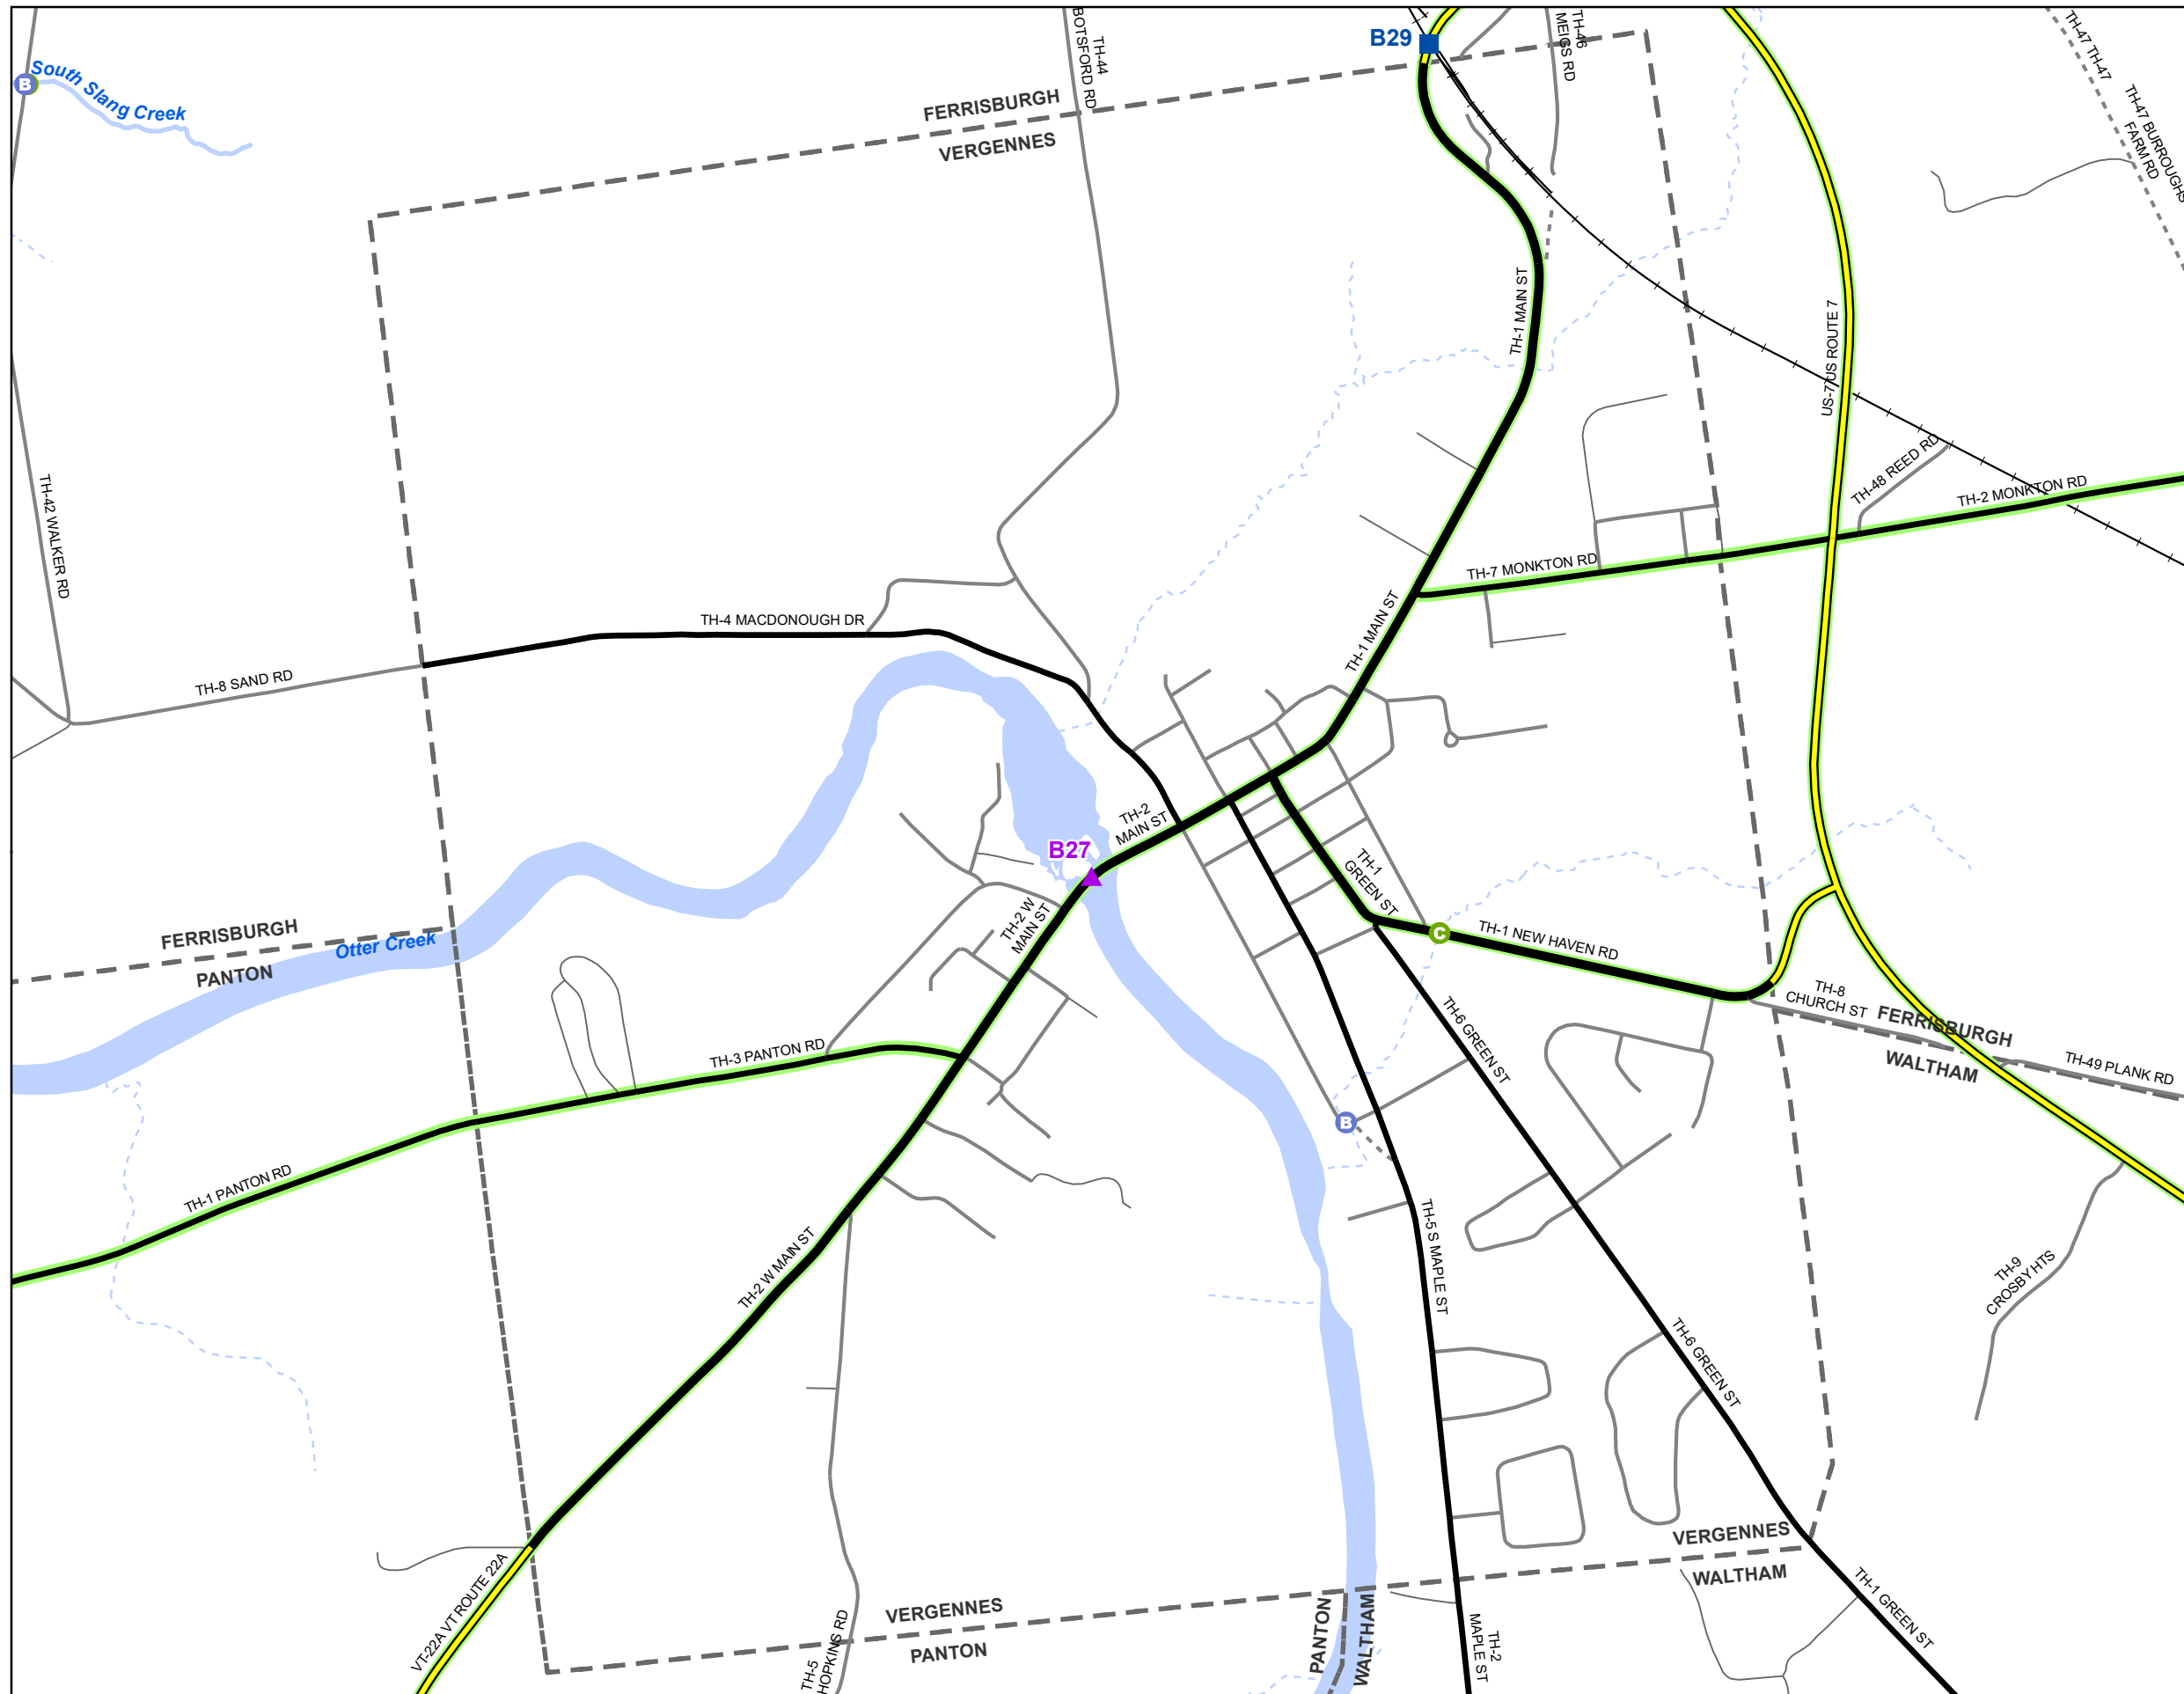 B29
TH-46
MEIGS RD
TH-44
BOTSFORD RD
TH-47 TH-47
TH-47 BURROUGHS
FARM RD
B
South Slang Creek
FERRISBURGH
VERGENNES
TH-1 MAIN ST
US-7 US ROUTE 7
TH-48 REED RD
TH-2 MONKTON RD
TH-42 WALKER RD
TH-7 MONKTON RD
TH-1 MAIN ST
TH-4 MACDONOUGH DR
TH-8 SAND RD
TH-2
MAIN ST
B27
TH-1
GREEN ST
TH-2 W
MAIN ST
C
TH-1 NEW HAVEN RD
FERRISBURGH
PANTON
Otter Creek
TH-8
CHURCH ST
FERRISBURGH
WALTHAM
TH-49 PLANK RD
TH-6 GREEN ST
TH-3 PANTON RD
B
TH-1 PANTON RD
TH-5 S MAPLE ST
TH-2 W MAIN ST
TH-9
CROSBY HTS
TH-6 GREEN ST
VERGENNES
WALTHAM
VT-22A VT ROUTE 22A
VERGENNES
PANTON
TH-5
HOPKINS RD
PANTON
WALTHAM
TH-2
MAPLE ST
TH-1 GREEN ST